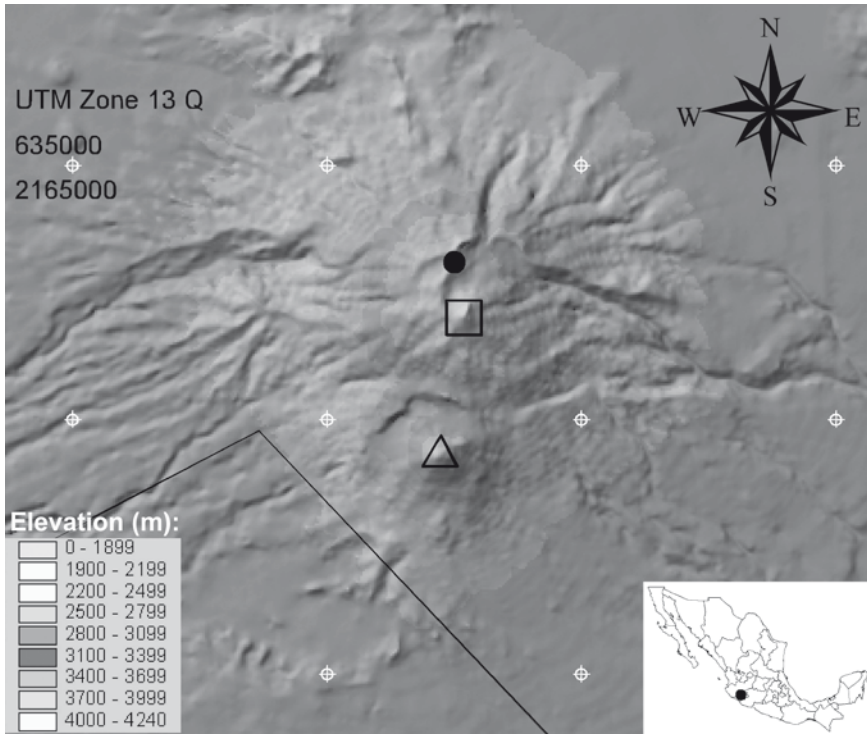 N
UTM Zone 13 Q
W
E
635000
2165000
S
Elevation (m):
0 - 1899
1900 - 2199
2200 - 2499
2500 - 2799
2800 - 3099
3100 - 3399
3400 - 3699
3700 - 3999
4000 - 4240